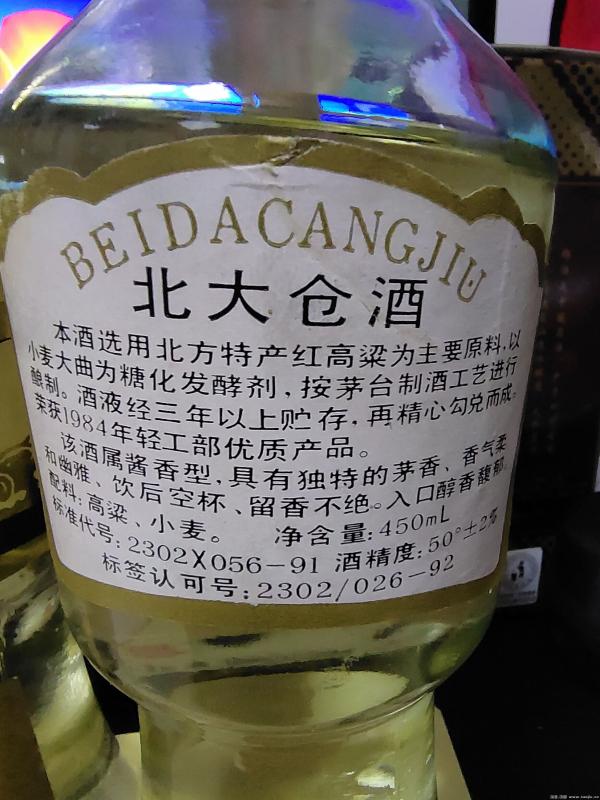 BEIDACANGJIU
北大仓酒
本酒选用北方特产红高粱为主要原料,以
小麦大曲为糖化发酵剂,按茅台制酒工艺进行
酿制。酒液经三年以上贮存,再精心勾兑而成。
荣获1984年轻工部优质产品。
该酒属酱香型,具有独特的茅香、香气柔
和幽雅、饮后空杯、留香不绝。入口醇香馥郁。
配料:高粱、小麦。 净含量:450mL
标准代号:2302X056-91 酒精度:50°±2%
标签认可号:2302/026-92